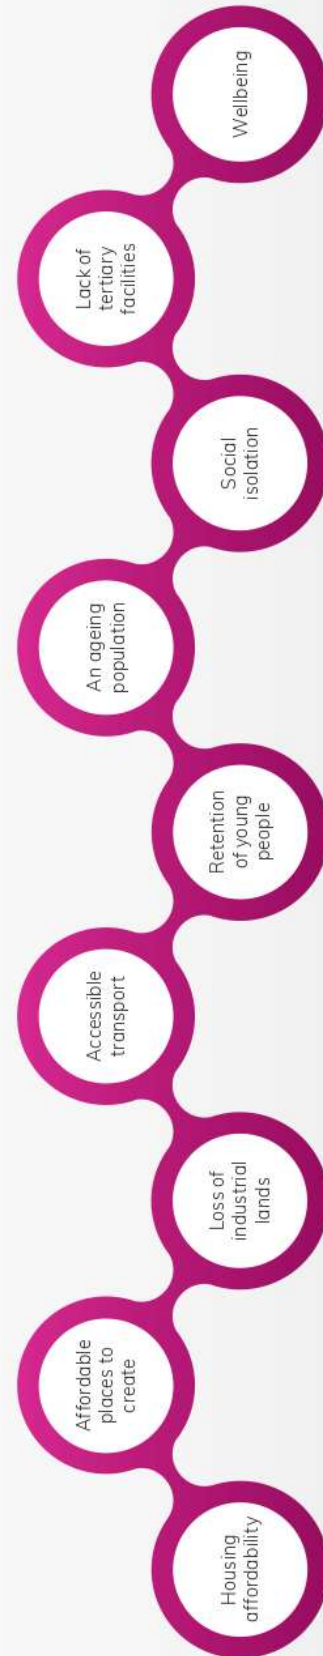 Housing
affordability
Affordable
places to
create
Loss of
industrial
lands
Accessible
transport
Retention
of young
people
An ageing
population
Social
isolation
Lack of
tertiary
facilities
Wellbeing